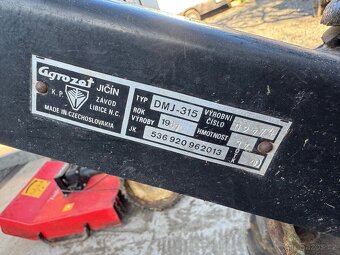 agrozet
JIČÍN
K.P.
ZÁVOD
LIBICE N.C.
MADE IN CZECHOSLOVAKIA
TYP DMJ-315
ROK VÝROBY 19
VÝROBNÍ ČÍSLO
HMOTNOST
JK 536 920 962013